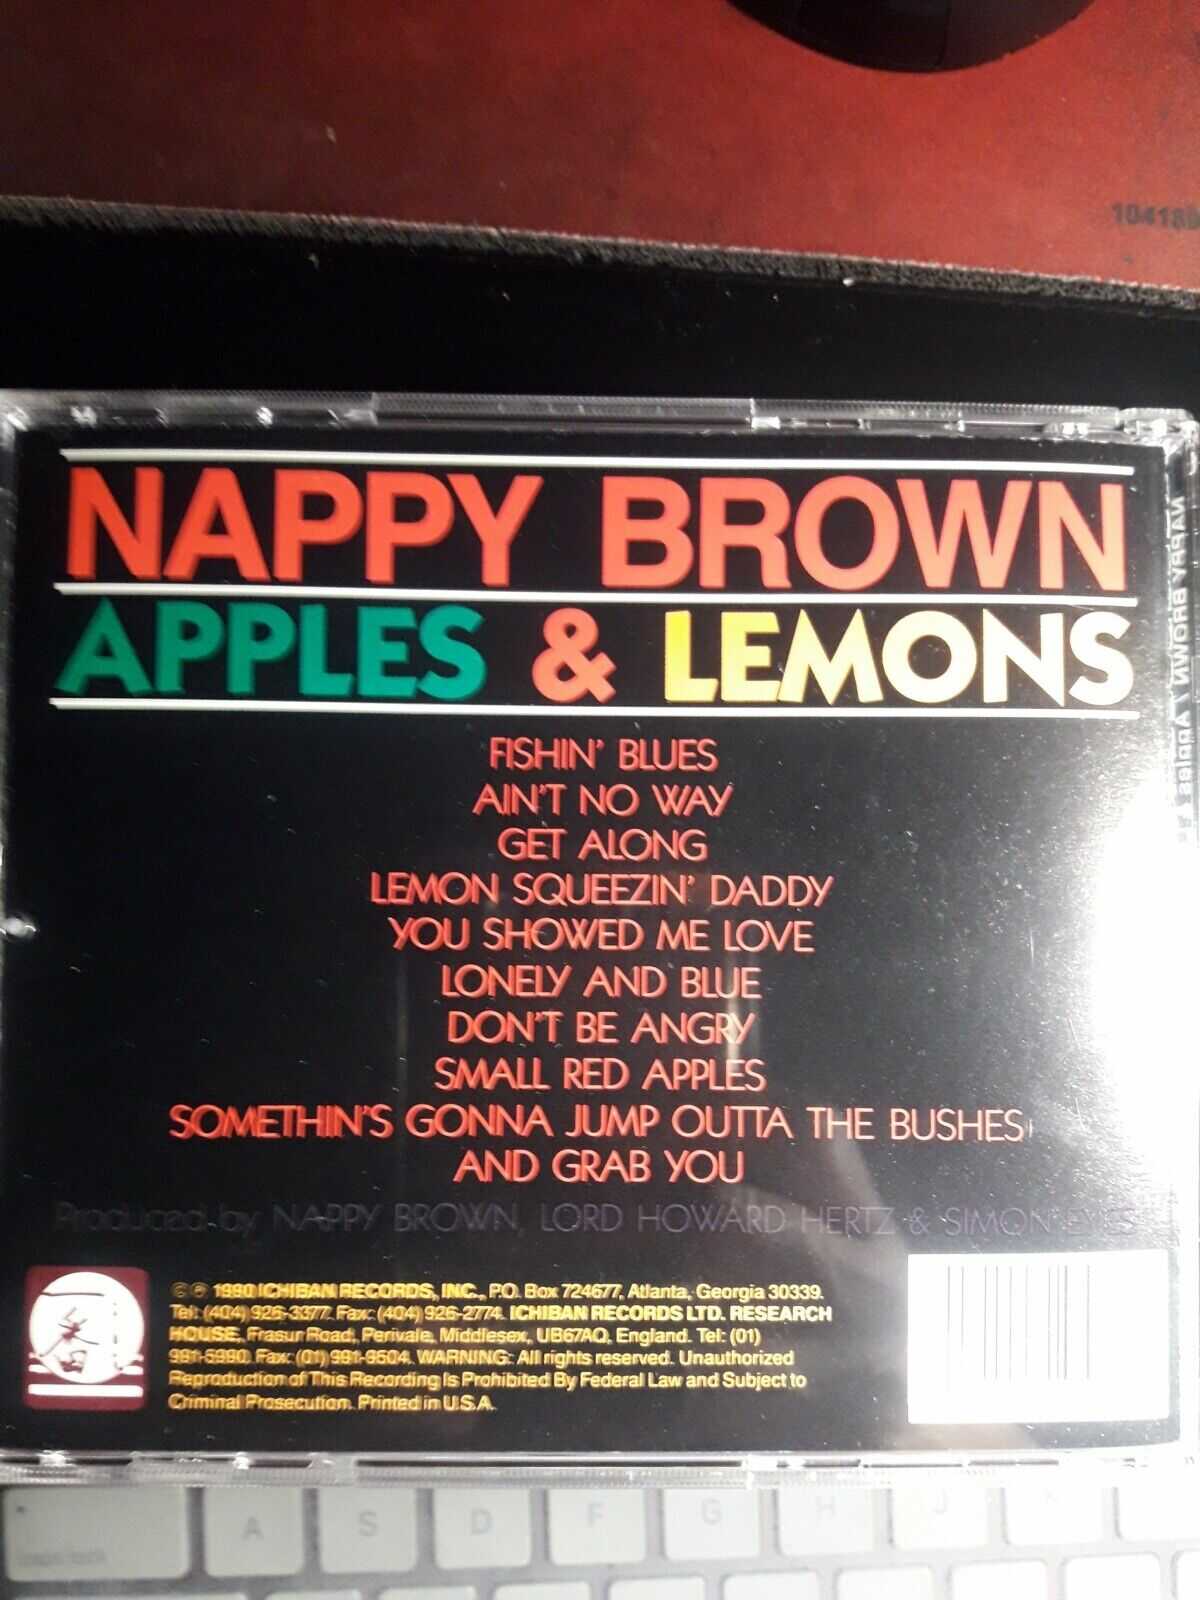 10418
NAPPY BROWN
APPLES & LEMONS
FISHIN' BLUES
AIN'T NO WAY
GET ALONG
LEMON SQUEEZIN' DADDY
YOU SHOWED ME LOVE
LONELY AND BLUE
DON'T BE ANGRY
SMALL RED APPLES
SOMETHIN'S GONNA JUMP OUTTA THE BUSHES
AND GRAB YOU
Produced by NAPPY BROWN, LORD HOWARD HERTZ & SIMON
© ℗ 1990 ICHIBAN RECORDS, INC., P.O. Box 724677, Atlanta, Georgia 30339.
Tel: (404) 926-3377. Fax: (404) 926-2774. ICHIBAN RECORDS LTD. RESEARCH
HOUSE, Frasur Road, Perivale, Middlesex, UB67AQ, England. Tel: (01)
991-5990. Fax: (01) 991-9504. WARNING: All rights reserved. Unauthorized
Reproduction of This Recording Is Prohibited By Federal Law and Subject to
Criminal Prosecution. Printed in U.S.A.
NAPPY BROWN Apples
A S D F G H J K